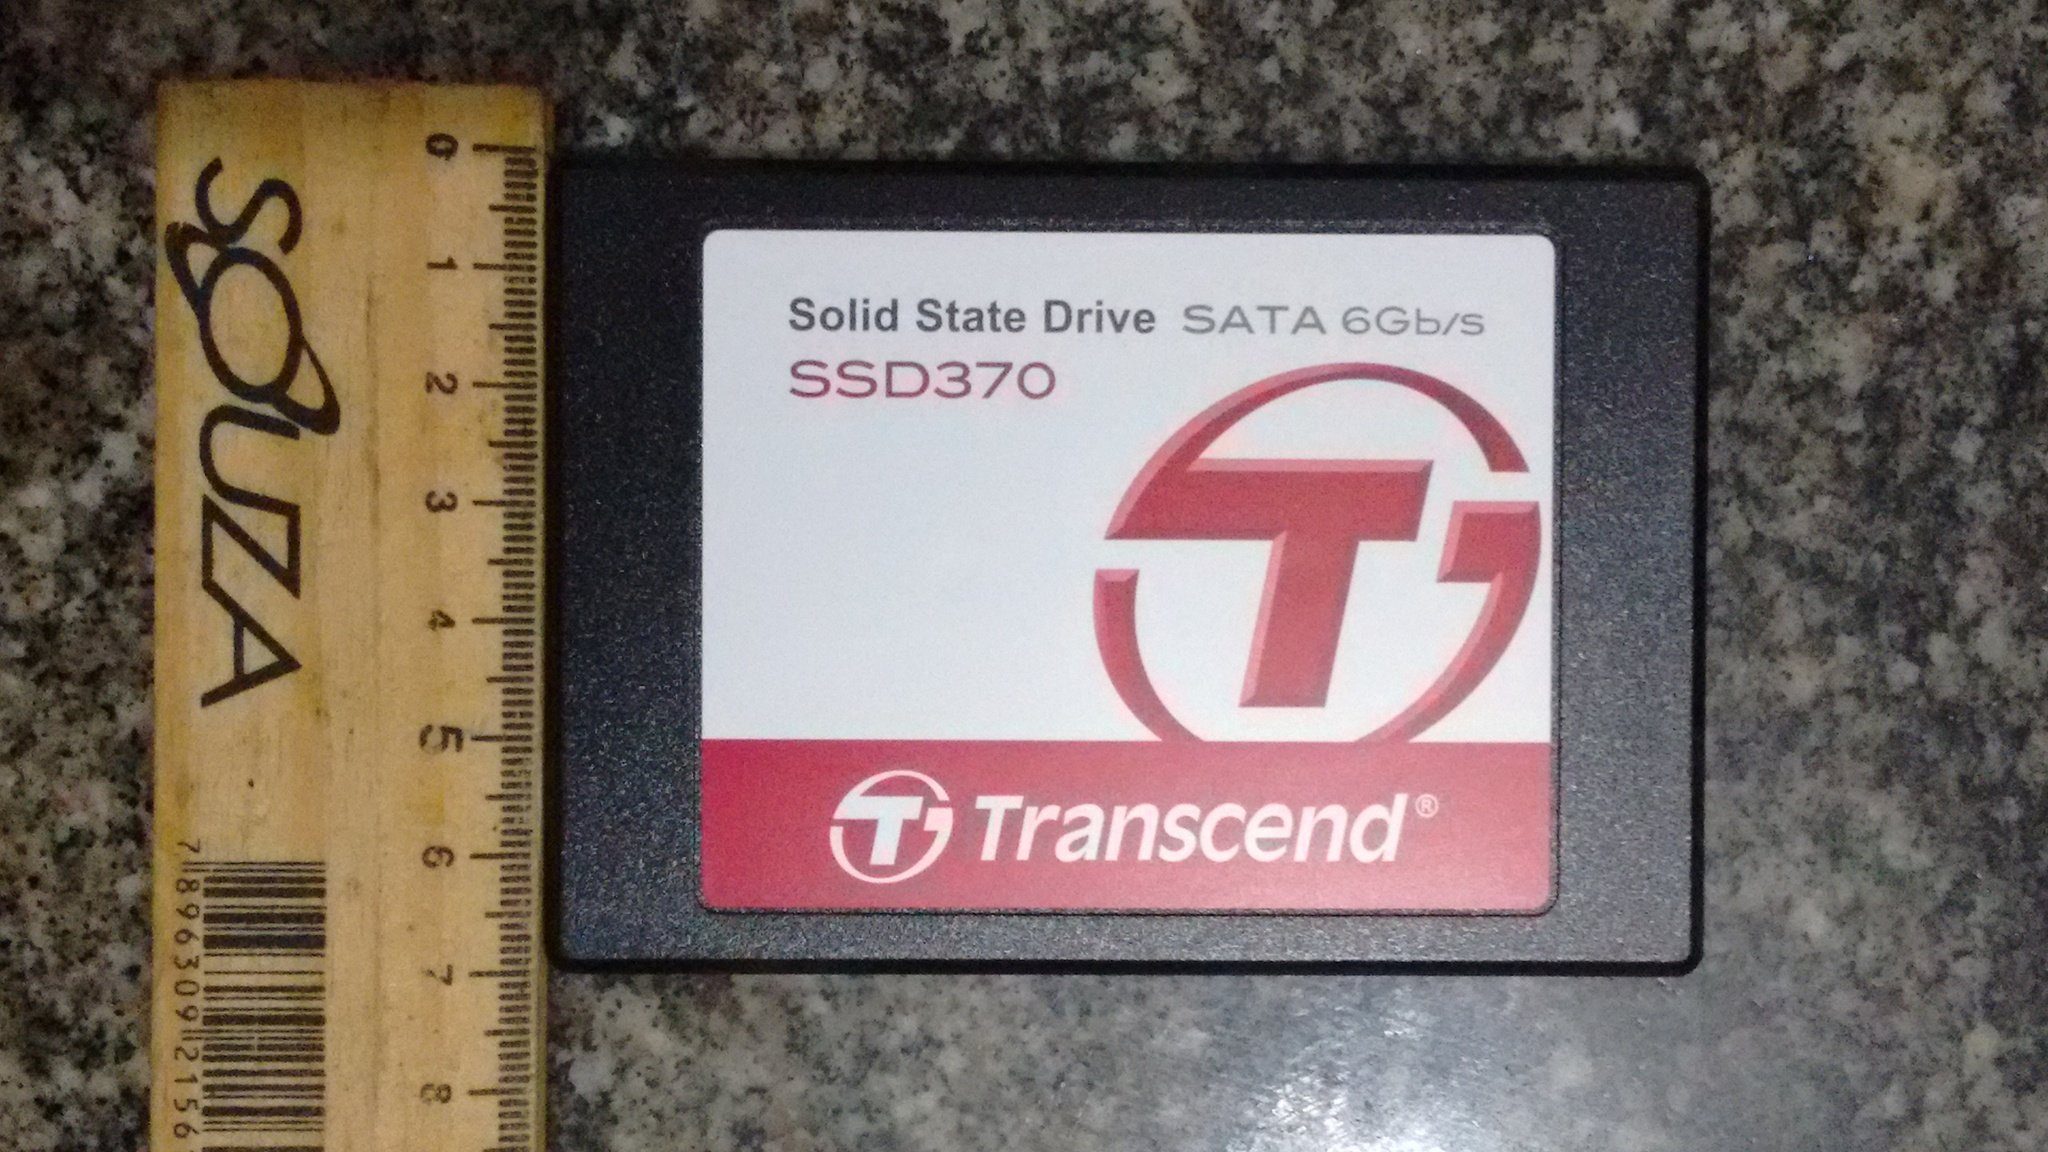 SOUZA
0
1
2
3
4
5
6
7
8
Solid State Drive SATA 6Gb/s
SSD370
Transcend®